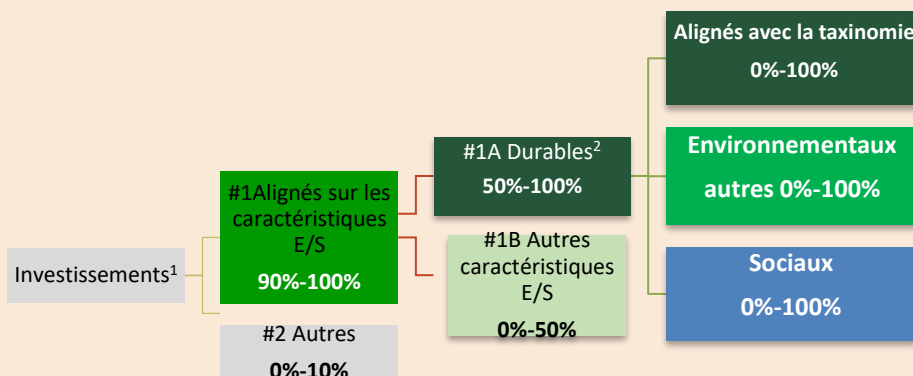 Investissements¹
#1Alignés sur les
caractéristiques
E/S
90%-100%
#2 Autres
0%-10%
#1A Durables²
50%-100%
#1B Autres
caractéristiques
E/S
0%-50%
Alignés avec la taxinomie
0%-100%
Environnementaux
autres 0%-100%
Sociaux
0%-100%